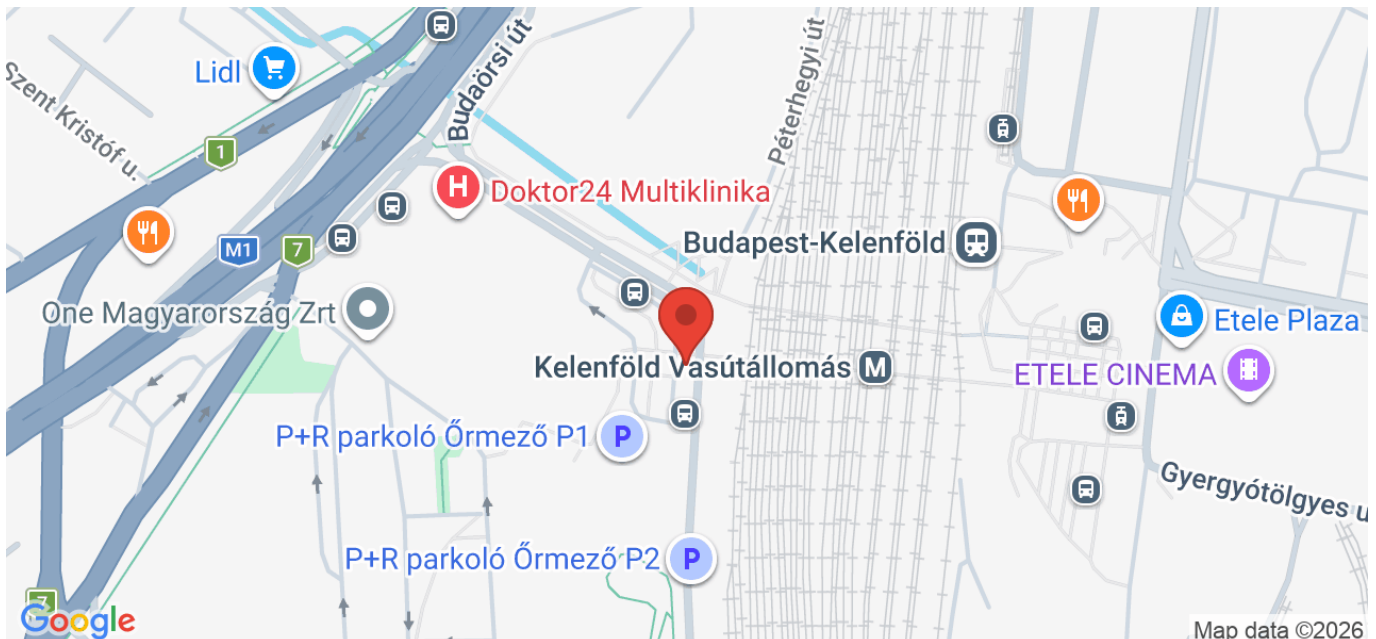 Lidl
Szent Kristóf u.
Budaörsi út
Péterhegyi út
1
H Doktor24 Multiklinika
M1
7
Budapest-Kelenföld
One Magyarország Zrt
Etele Plaza
Kelenföld Vasútállomás M
ETELE CINEMA
P+R parkoló Őrmező P1 P
Gyergyótölgyes u
P+R parkoló Őrmező P2 P
7
Google
Map data ©2026